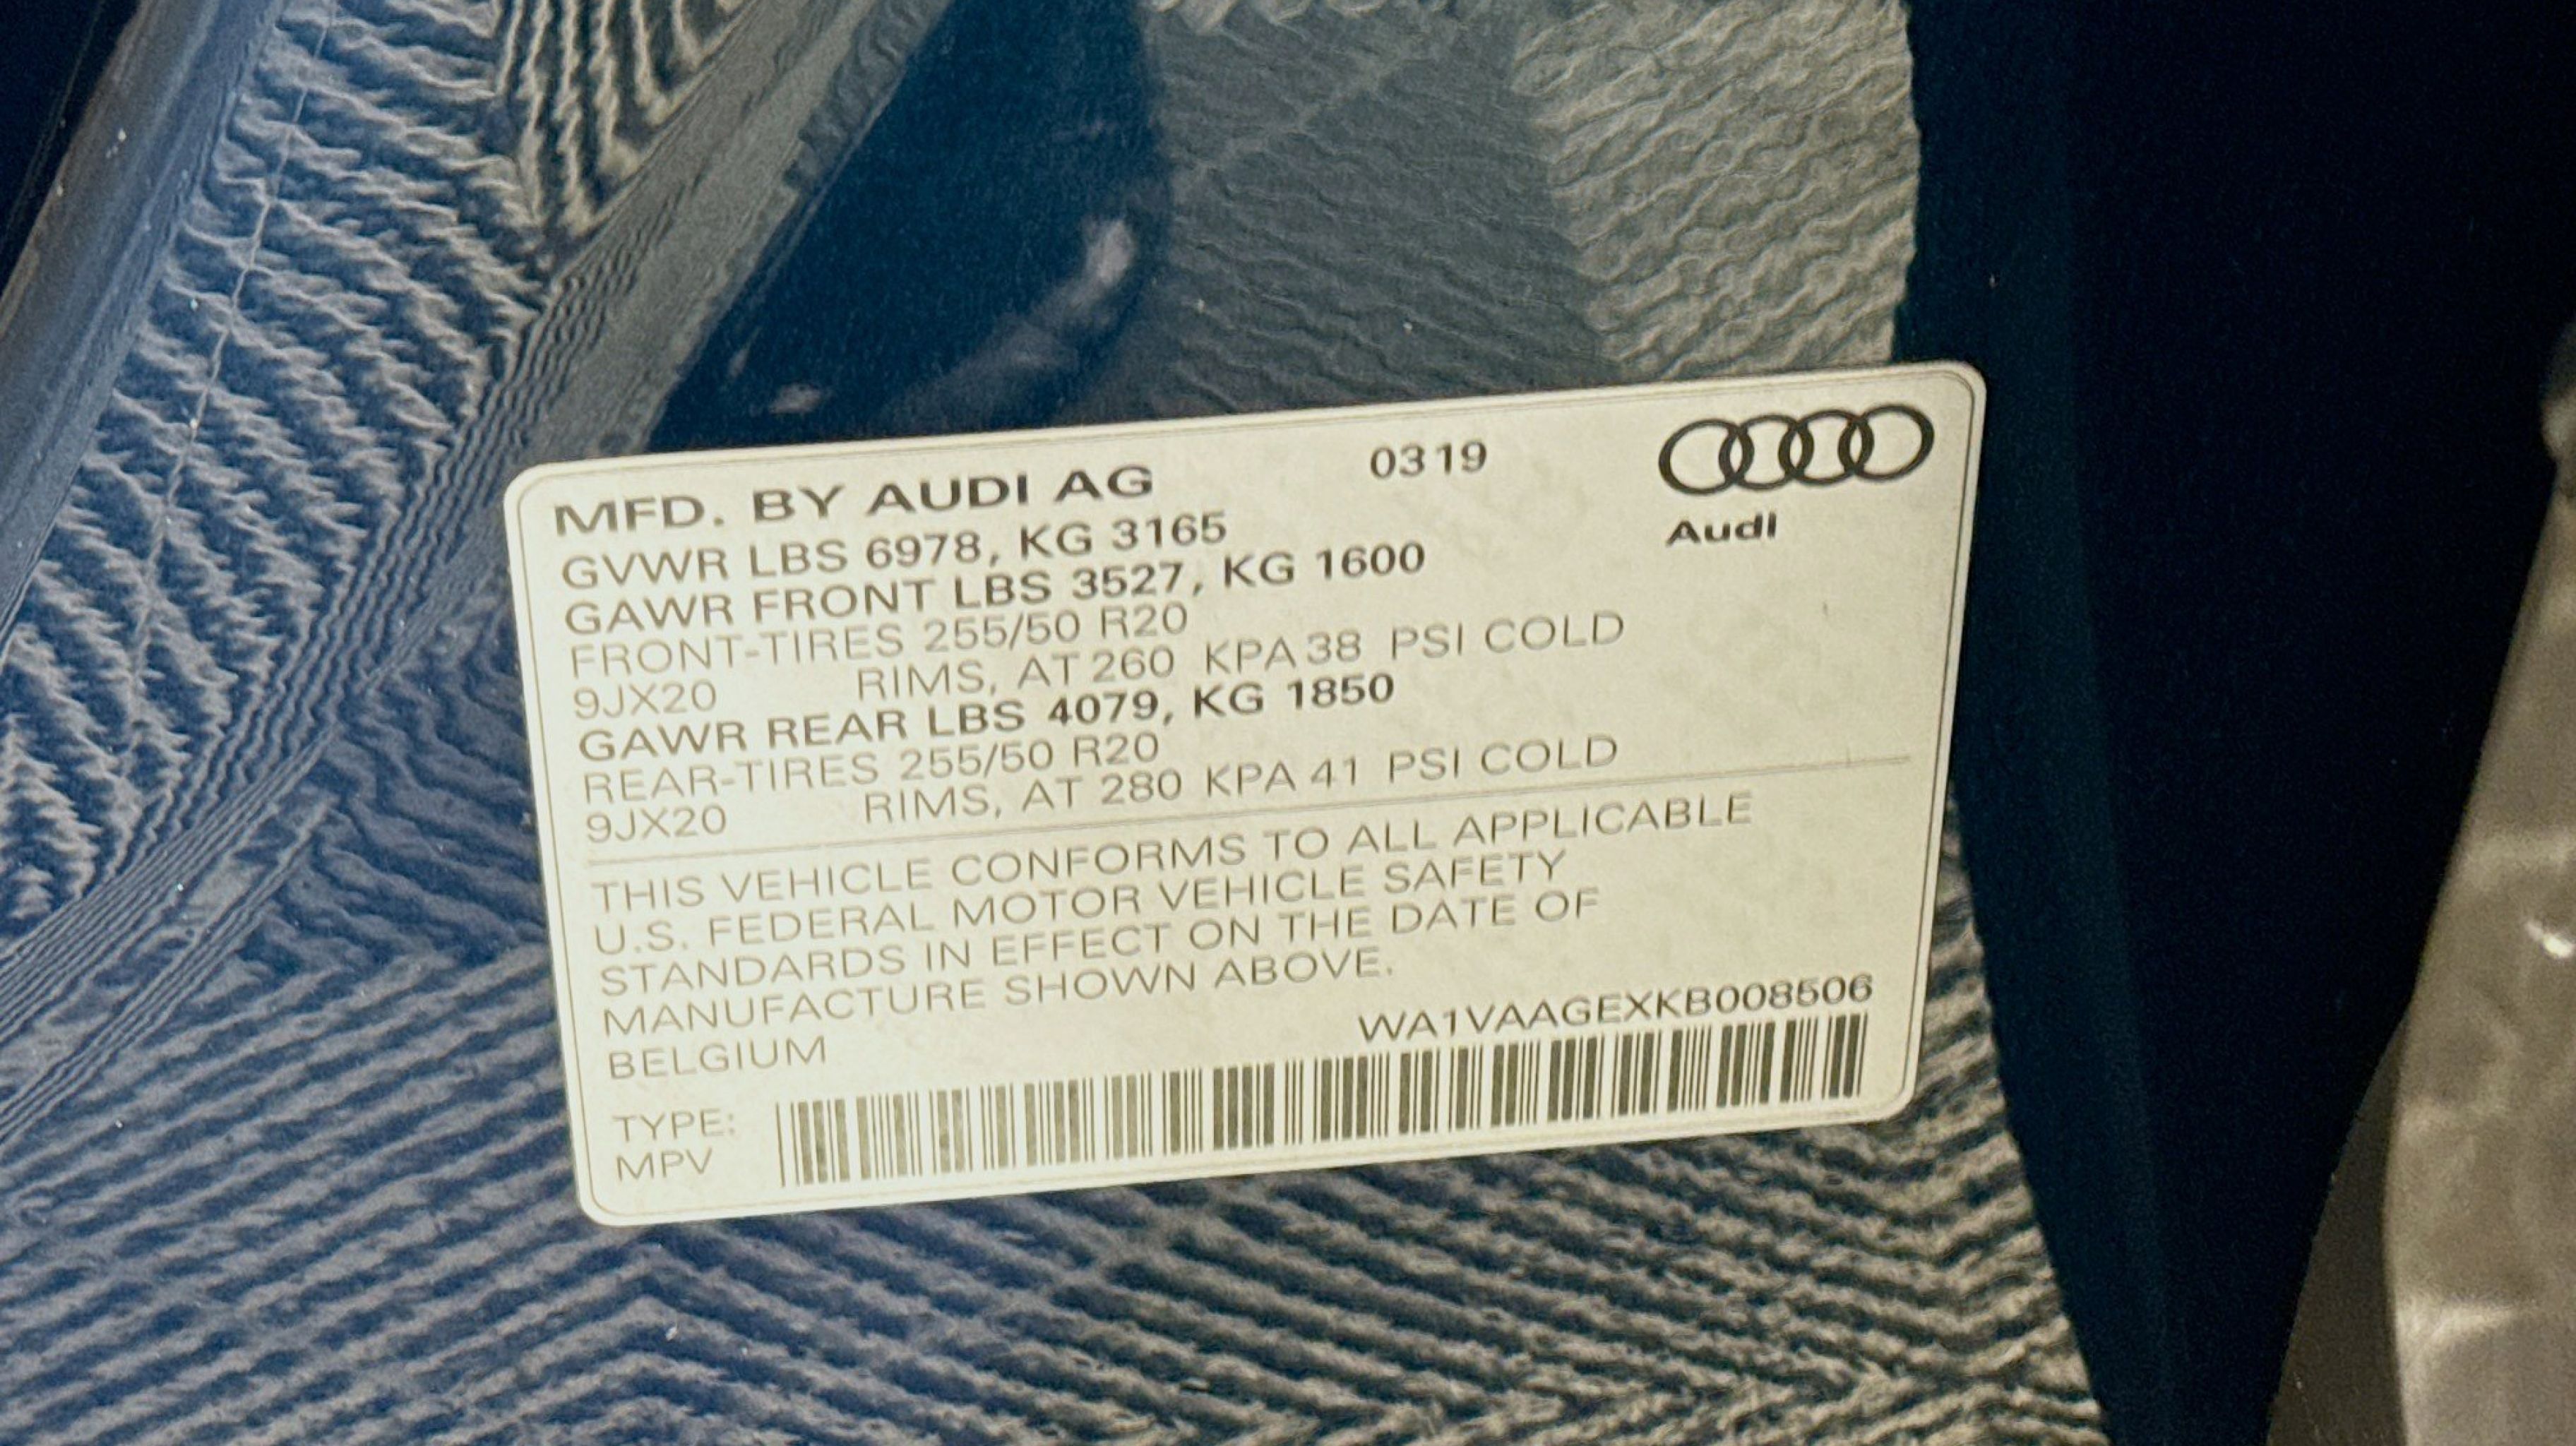 MFD. BY AUDI AG 0319
Audi
GVWR LBS 6978, KG 3165
GAWR FRONT LBS 3527, KG 1600
FRONT-TIRES 255/50 R20
9JX20 RIMS, AT 260 KPA 38 PSI COLD
GAWR REAR LBS 4079, KG 1850
REAR-TIRES 255/50 R20
9JX20 RIMS, AT 280 KPA 41 PSI COLD
THIS VEHICLE CONFORMS TO ALL APPLICABLE
U.S. FEDERAL MOTOR VEHICLE SAFETY
STANDARDS IN EFFECT ON THE DATE OF
MANUFACTURE SHOWN ABOVE.
BELGIUM WA1VAAGEXKB008506
TYPE:
MPV